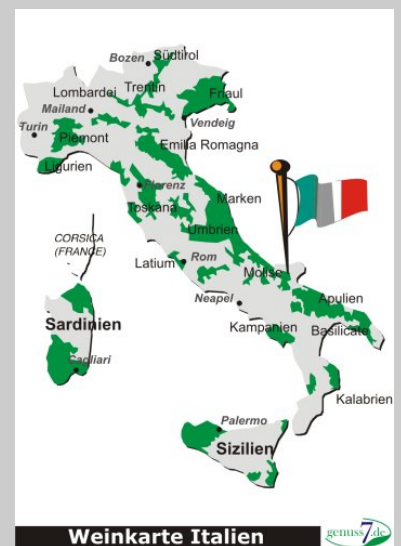 Bozen
Südtirol
Lombardei
Trentin
Friaul
Mailand
Vendeig
Turin
Piemont
Emilia Romagna
Ligurien
Florenz
Toskana
Marken
Umbrien
CORSICA
(FRANCE)
Latium
Rom
Molise
Neapel
Apulien
Sardinien
Kampanien
Basilicate
Cagliari
Kalabrien
Palermo
Sizilien
Weinkarte Italien
genuss7.de